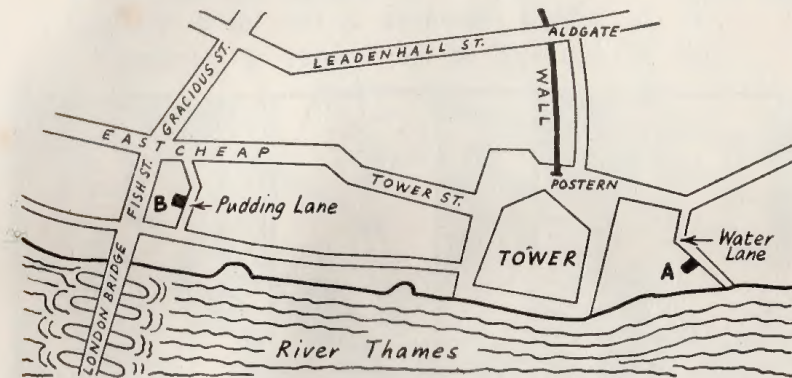 ALDGATE
LEADENHALL ST.
GRACIOUS ST.
WALL
EAST CHEAP
FISH ST.
TOWER ST.
POSTERN
B
Pudding Lane
TOWER
Water
Lane
A
LONDON BRIDGE
River Thames